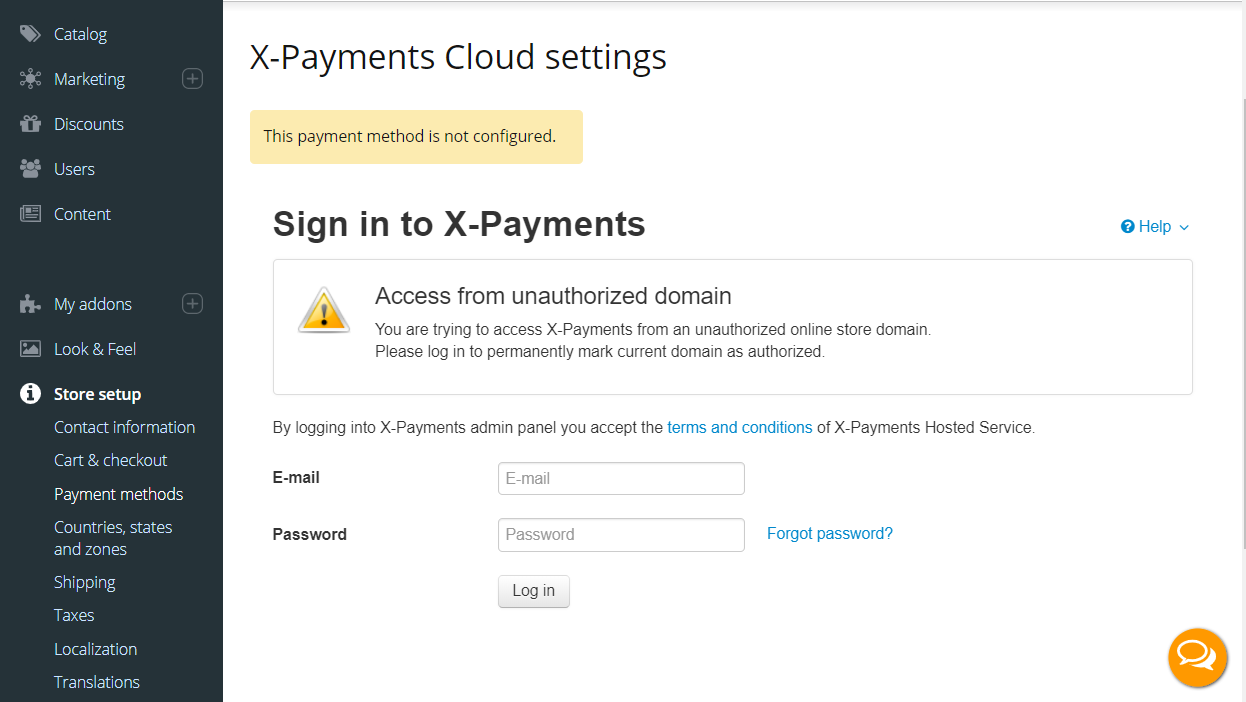 Catalog
Marketing
Discounts
Users
Content
My addons
Look & Feel
Store setup
Contact information
Cart & checkout
Payment methods
Countries, states
and zones
Shipping
Taxes
Localization
Translations
X-Payments Cloud settings
This payment method is not configured.
Sign in to X-Payments
Help
Access from unauthorized domain
You are trying to access X-Payments from an unauthorized online store domain.
Please log in to permanently mark current domain as authorized.
By logging into X-Payments admin panel you accept the terms and conditions of X-Payments Hosted Service.
E-mail
E-mail
Password
Password
Forgot password?
Log in